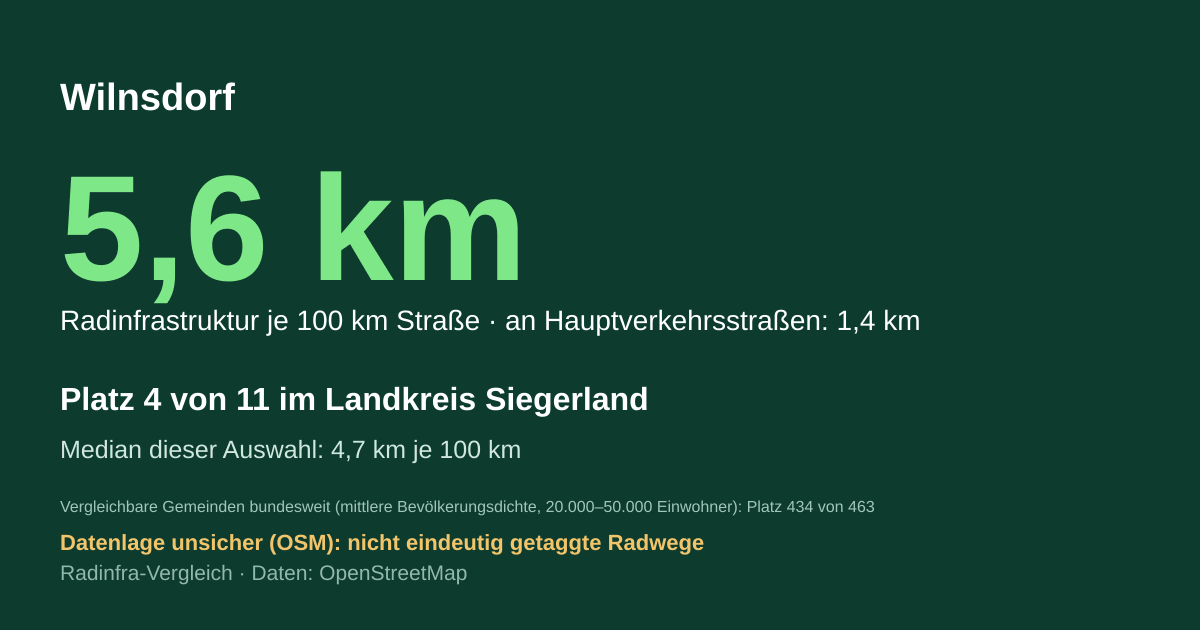 Wilnsdorf
5,6 km
Radinfrastruktur je 100 km Straße · an Hauptverkehrsstraßen: 1,4 km
Platz 4 von 11 im Landkreis Siegerland
Median dieser Auswahl: 4,7 km je 100 km
Vergleichbare Gemeinden bundesweit (mittlere Bevölkerungsdichte, 20.000–50.000 Einwohner): Platz 434 von 463
Datenlage unsicher (OSM): nicht eindeutig getaggte Radwege
Radinfra-Vergleich · Daten: OpenStreetMap